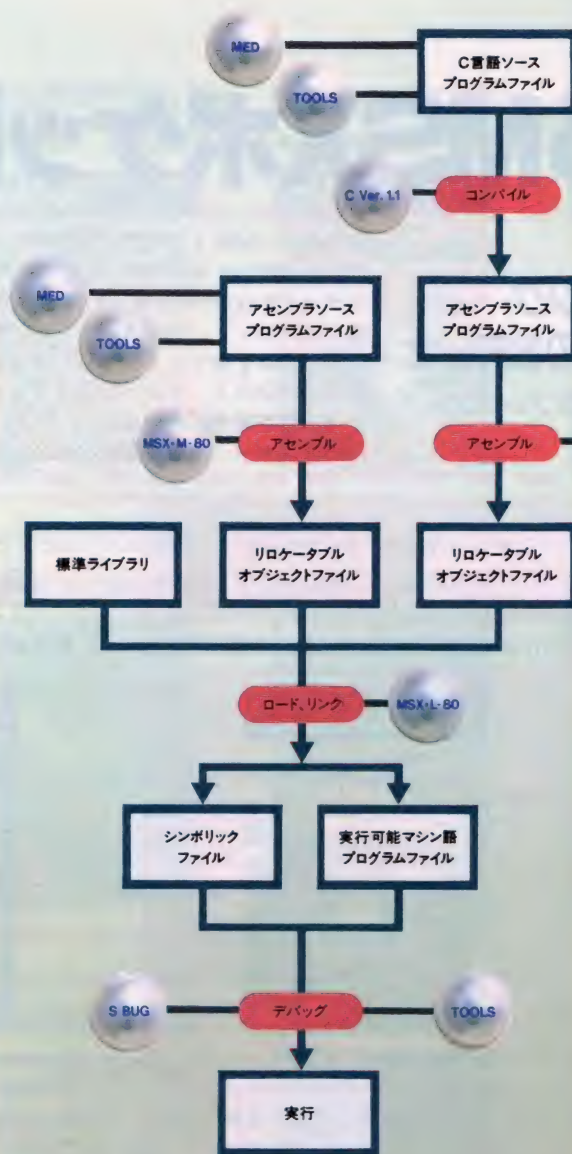 MED
TOOLS
C言語ソース
プログラムファイル
C Ver. 1.1
コンパイル
MED
TOOLS
アセンブラソース
プログラムファイル
アセンブラソース
プログラムファイル
MSX・M-80
アセンブル
アセンブル
標準ライブラリ
リロケータブル
オブジェクトファイル
リロケータブル
オブジェクトファイル
ロード、リンク
MSX・L-80
シンボリック
ファイル
実行可能マシン語
プログラムファイル
S BUG
デバッグ
TOOLS
実行